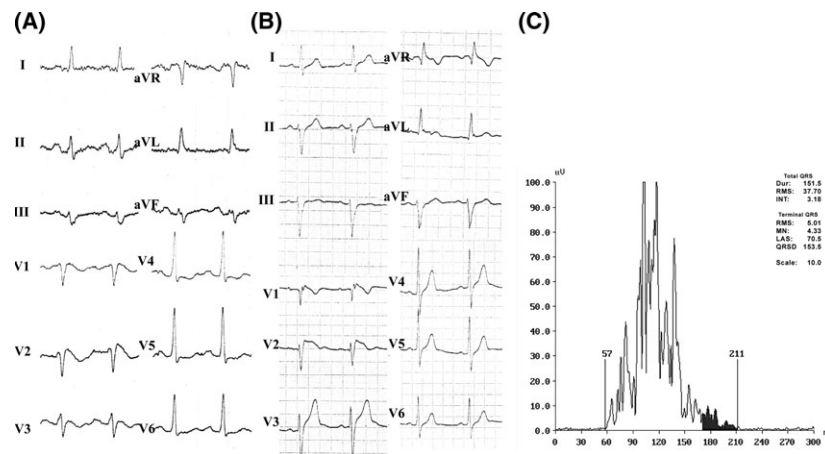 (A)
(B)
(C)
I
aVR
II
aVL
III
aVF
V1
V4
V2
V5
V3
V6
I
aVR
II
aVL
III
aVF
V1
V4
V2
V5
V3
V6
uV
100.0
90.0
80.0
70.0
60.0
50.0
40.0
30.0
20.0
10.0
0.0
0 30 60 90 120 150 180 210 240 270 300
57
211
Total QRS
Dur: 151.5
RMS: 37.70
INT: 3.18
Terminal QRS
RMS: 5.01
MN: 4.33
LAS: 70.5
QRSD 153.5
Scale: 10.0